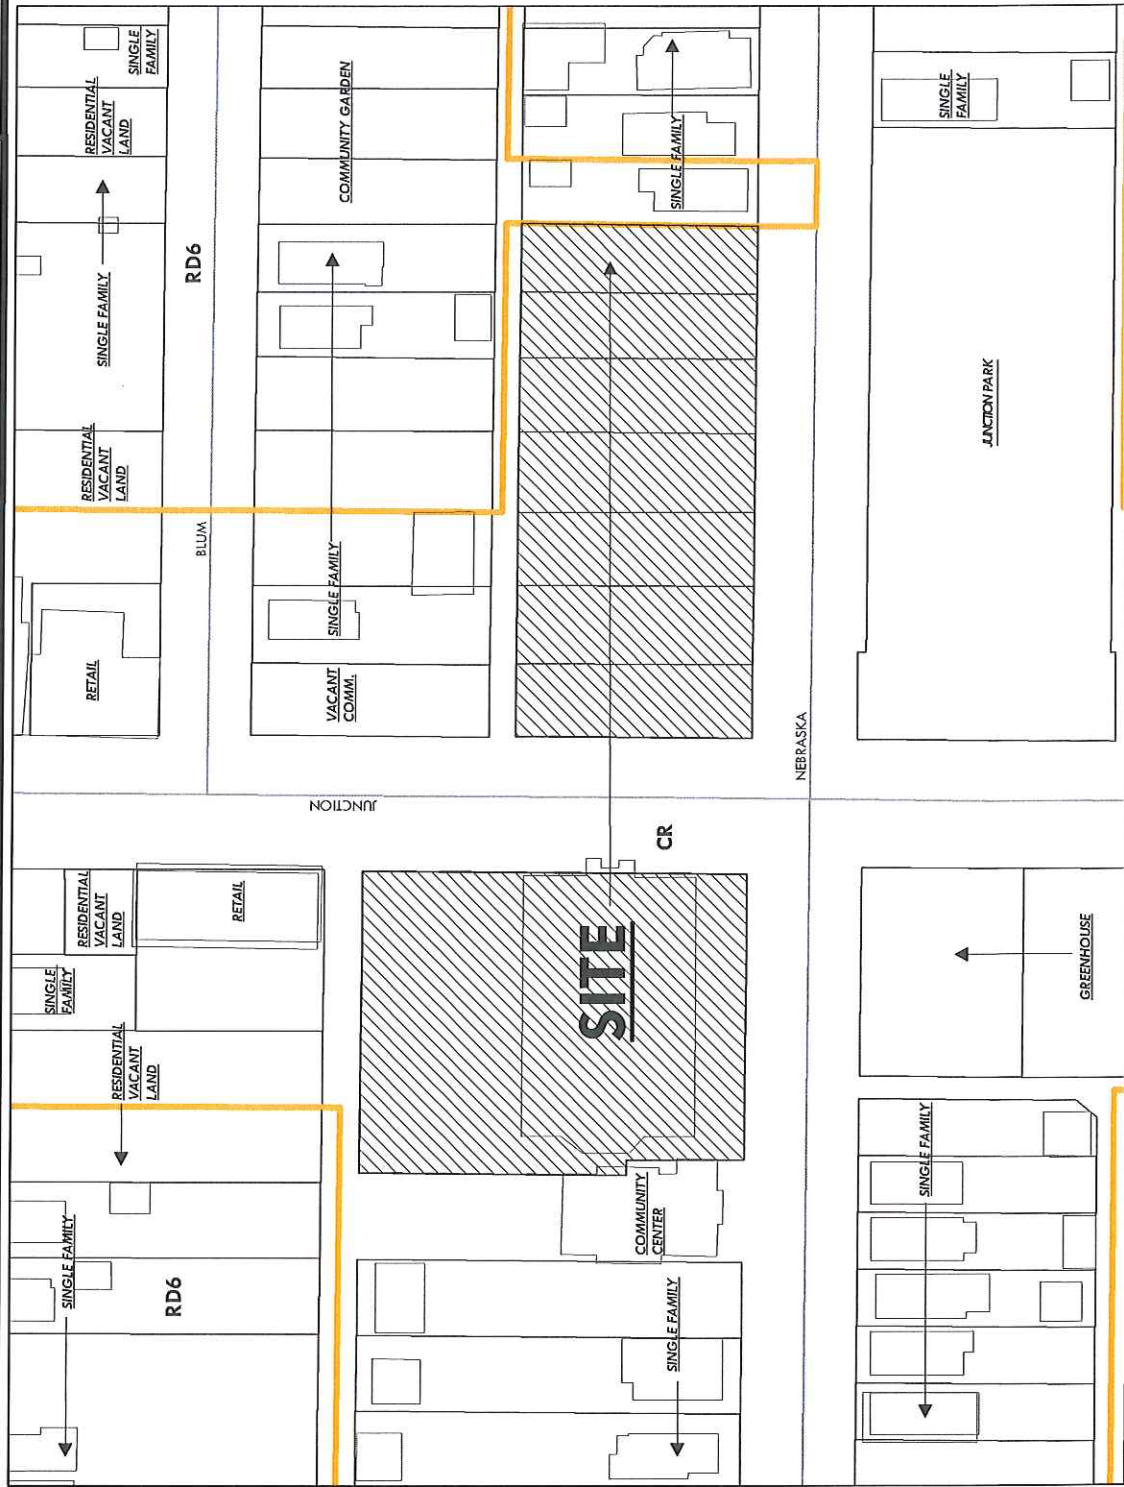 SINGLE FAMILY
RESIDENTIAL
VACANT
LAND
SINGLE
FAMILY
RESIDENTIAL
VACANT
LAND
RETAIL
RESIDENTIAL
VACANT
LAND
SINGLE FAMILY
RESIDENTIAL
VACANT
LAND
SINGLE
FAMILY
RD6
RETAIL
BLUM
RD6
JUNCTION
VACANT
COMM.
SINGLE FAMILY
COMMUNITY GARDEN
SITE
COMMUNITY
CENTER
SINGLE FAMILY
CR
SINGLE FAMILY
NEBRASKA
SINGLE FAMILY
GREENHOUSE
JUNCTION PARK
SINGLE
FAMILY